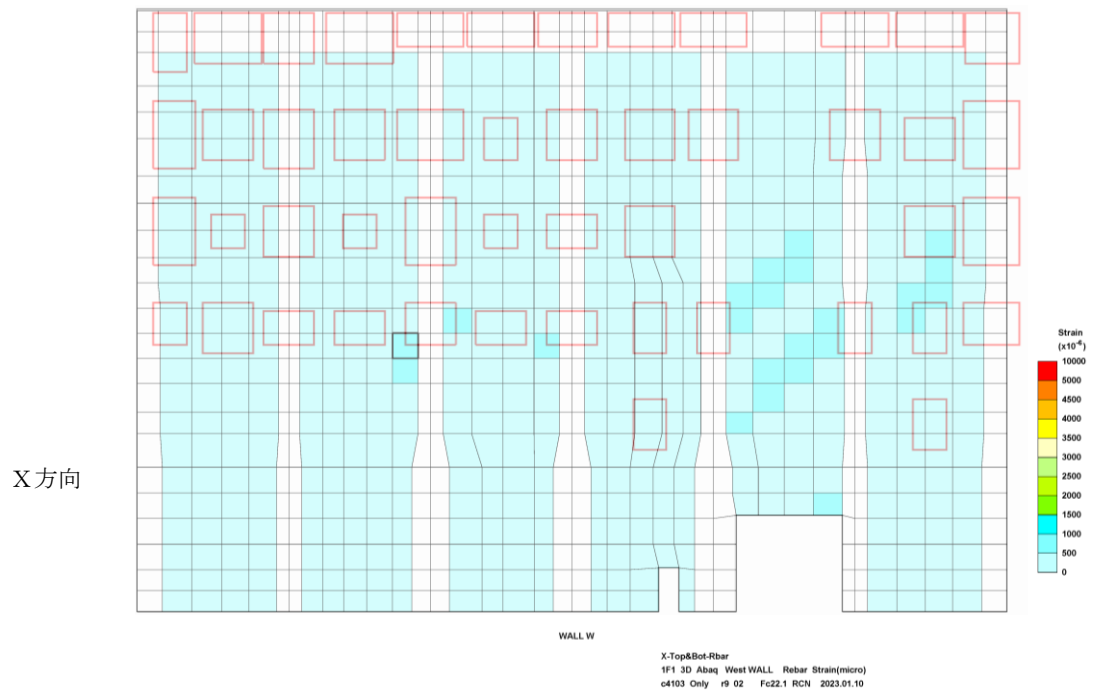 X方向
Strain
(x10⁻⁶)
10000
5000
4500
4000
3500
3000
2500
2000
1500
1000
500
0
WALL W
X-Top&Bot-Rbar
1F1 3D Abaq West WALL Rebar Strain(micro)
c4103 Only r9 02 Fc22.1 RCN 2023.01.10